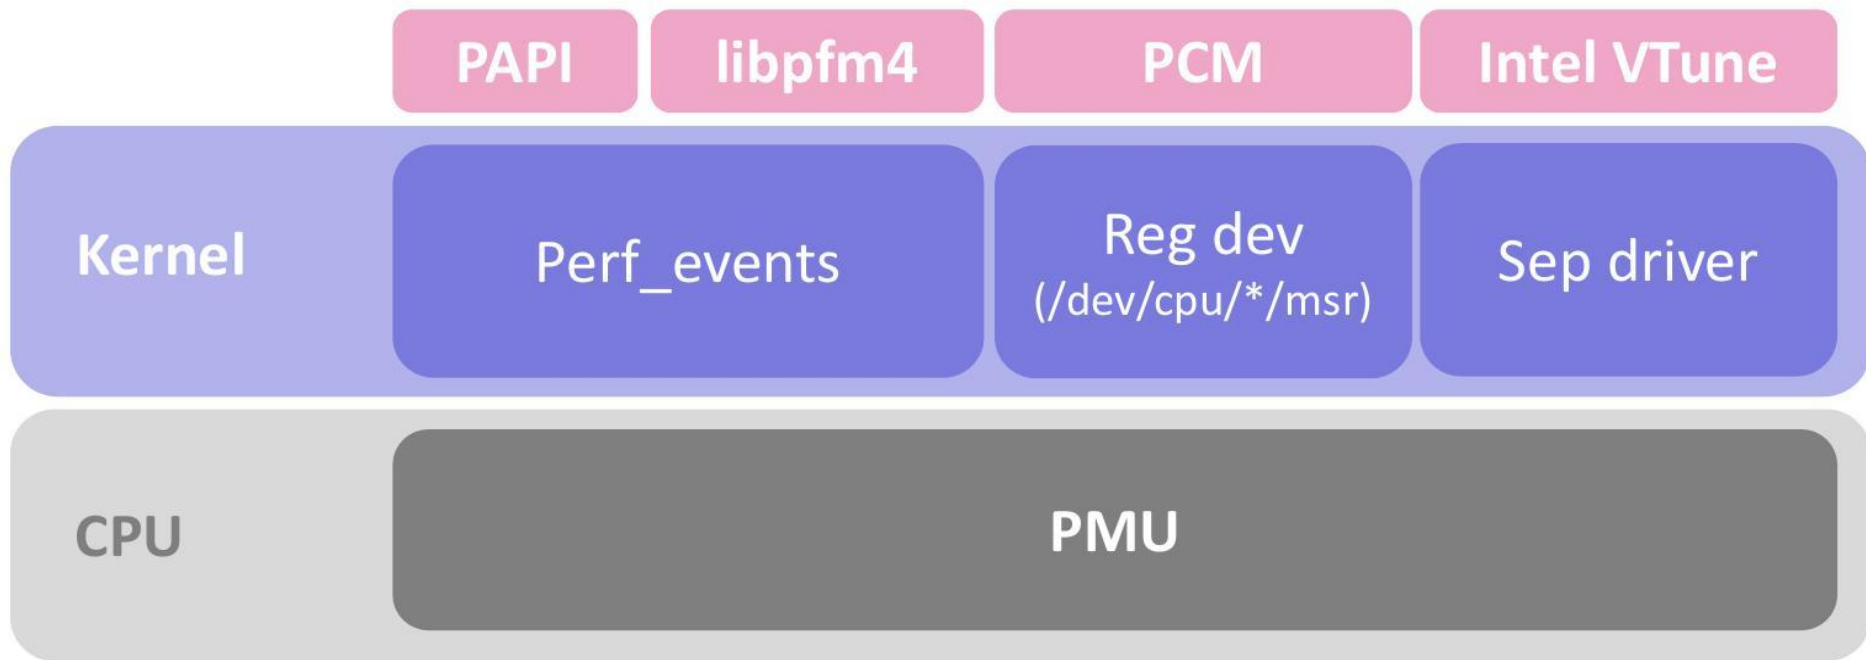 PAPI
libpfm4
PCM
Intel VTune
Kernel
Perf_events
Reg dev
(/dev/cpu/*/msr)
Sep driver
CPU
PMU